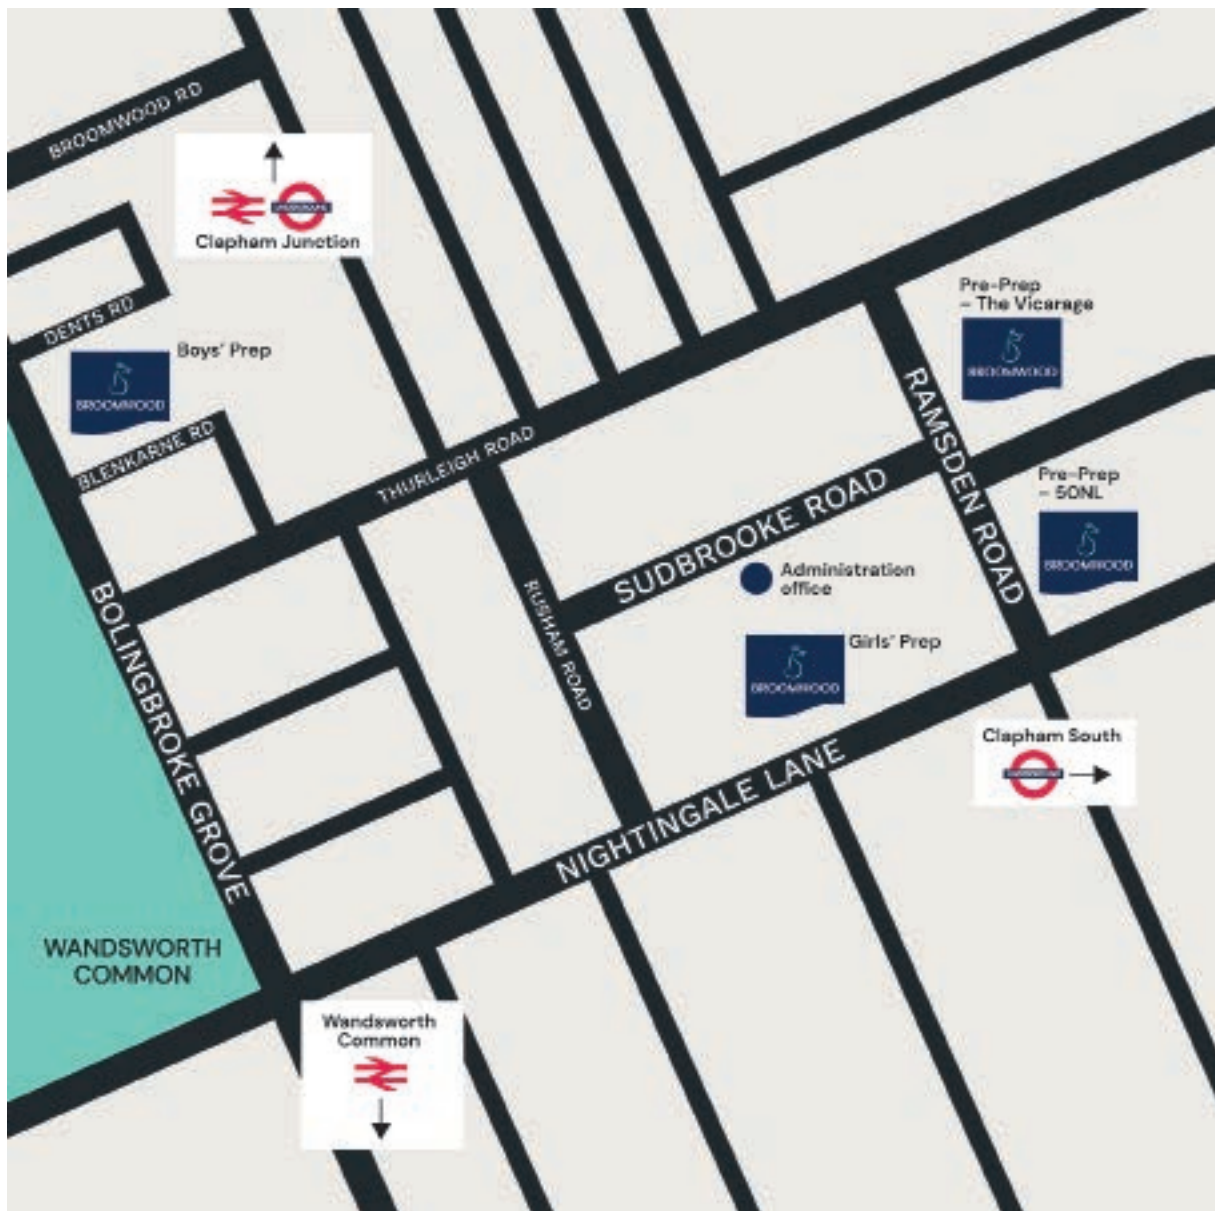 BROOMWOOD RD
Clapham Junction
DENTS RD
Boys' Prep
BROOMWOOD
BLENKARNE RD
THURLEIGH ROAD
Pre-Prep
– The Vicarage
BROOMWOOD
RAMSDEN ROAD
SUDBROOKE ROAD
Pre-Prep
– 50NL
BROOMWOOD
Administration
office
Girls' Prep
BROOMWOOD
RUSHAM ROAD
BOLINGBROKE GROVE
NIGHTINGALE LANE
Clapham South
WANDSWORTH
COMMON
Wandsworth
Common